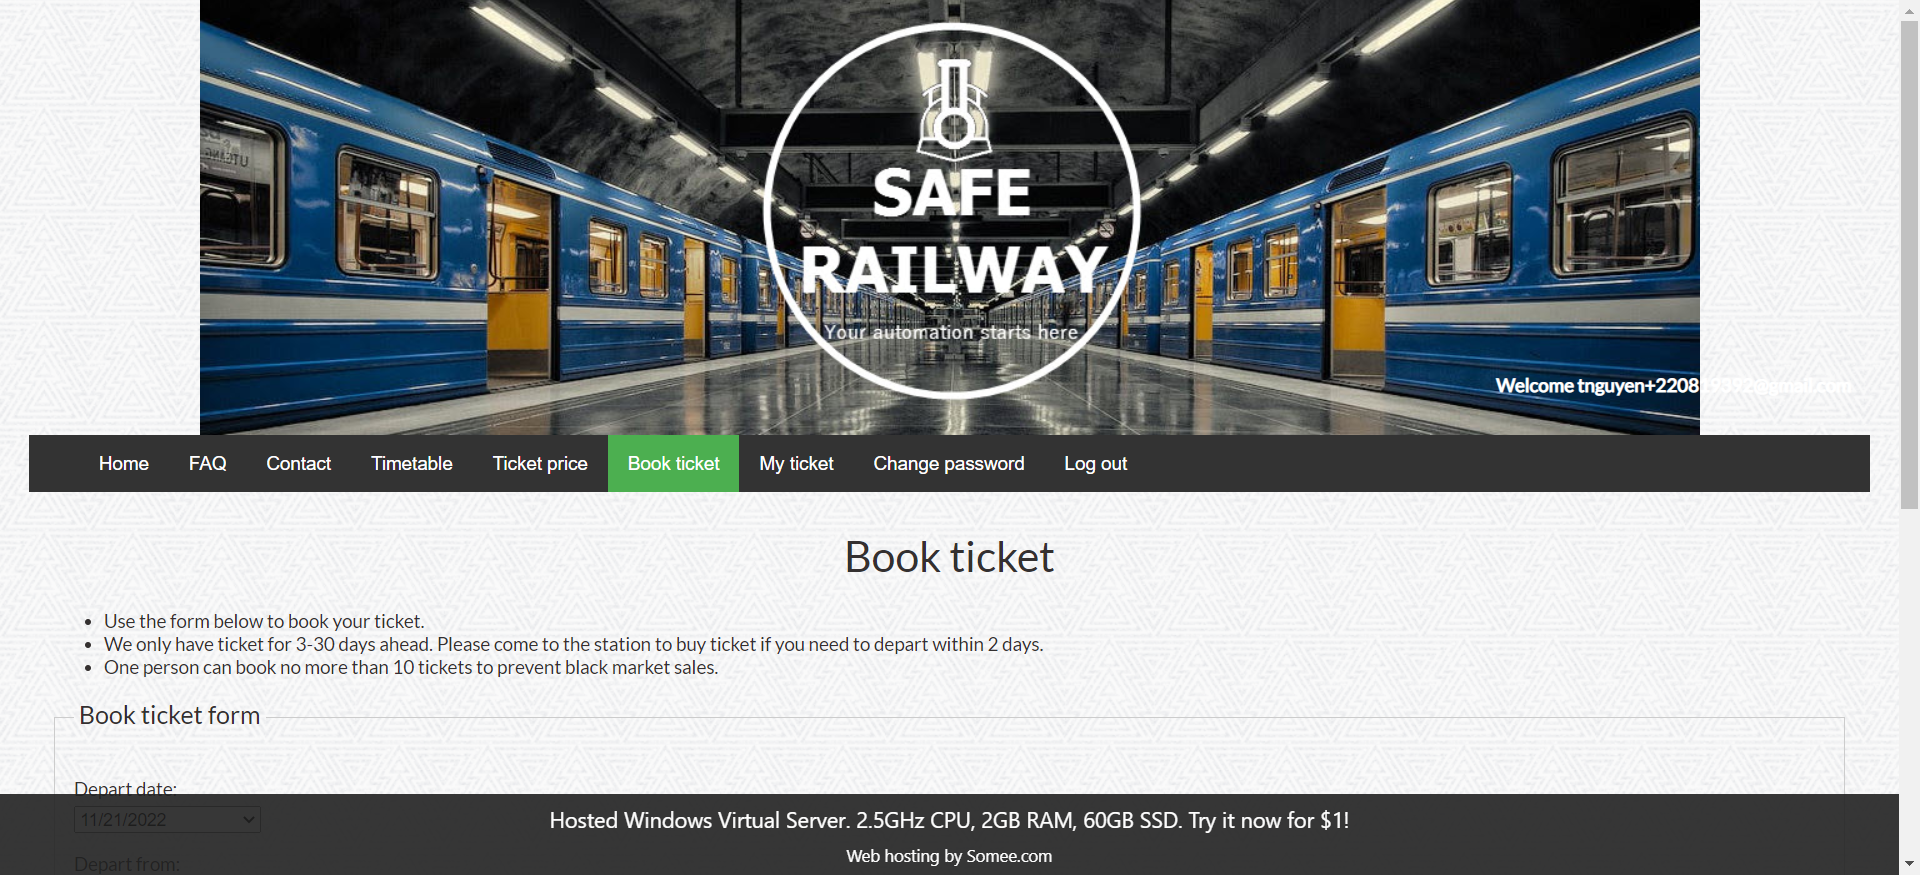 SAFE
RAILWAY
Your automation starts here
Home FAQ Contact Timetable Ticket price Book ticket My ticket Change password Log out
Book ticket
Use the form below to book your ticket.
We only have ticket for 3-30 days ahead. Please come to the station to buy ticket if you need to depart within 2 days.
One person can book no more than 10 tickets to prevent black market sales.
Book ticket form
Depart date:
11/21/2022
Depart from:
Hosted Windows Virtual Server. 2.5GHz CPU, 2GB RAM, 60GB SSD. Try it now for $1!
Web hosting by Somee.com